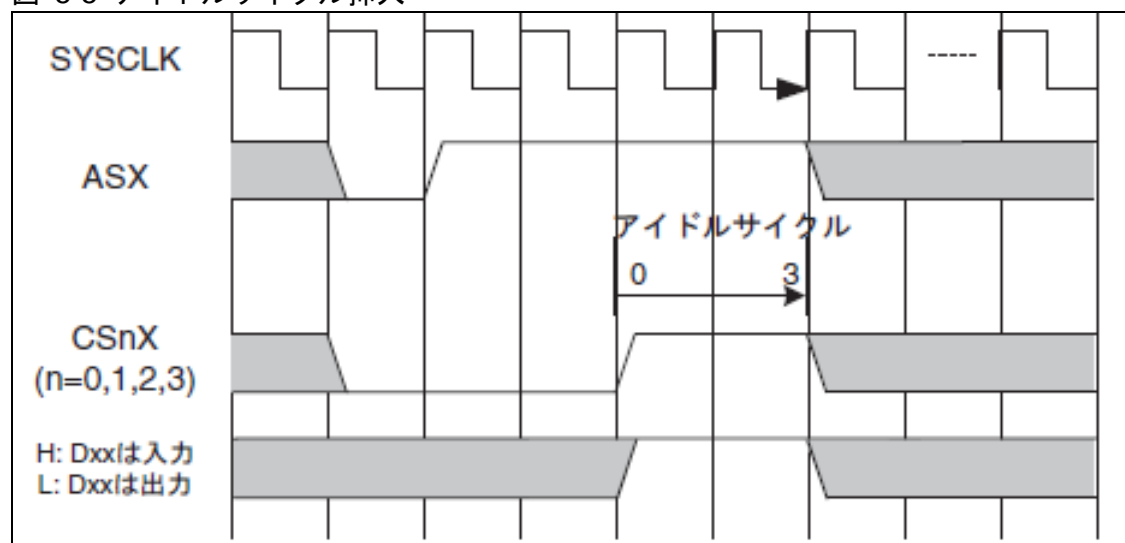 SYSCLK
ASX
アイドルサイクル
0 3
CSnX
(n=0,1,2,3)
H: Dxxは入力
L: Dxxは出力